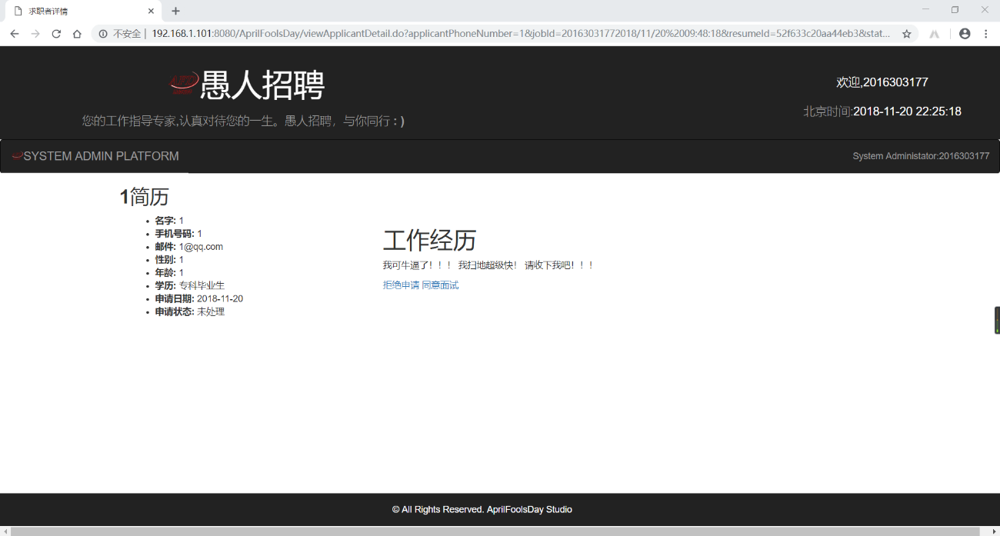 求职者详情
不安全 | 192.168.1.101:8080/AprilFoolsDay/viewApplicantDetail.do?applicantPhoneNumber=1&jobId=20163031772018/11/20%2009:48:18&resumeId=52f633c20aa44eb3&stat...
愚人招聘
欢迎,2016303177
您的工作指导专家,认真对待您的一生。愚人招聘，与你同行 : )
北京时间:2018-11-20 22:25:18
SYSTEM ADMIN PLATFORM
System Administator:2016303177
1简历
名字: 1
手机号码: 1
邮件: 1@qq.com
性别: 1
年龄: 1
学历: 专科毕业生
申请日期: 2018-11-20
申请状态: 未处理
工作经历
我可牛逼了！！！ 我扫地超级快！ 请收下我吧！！！
拒绝申请 同意面试
© All Rights Reserved. AprilFoolsDay Studio